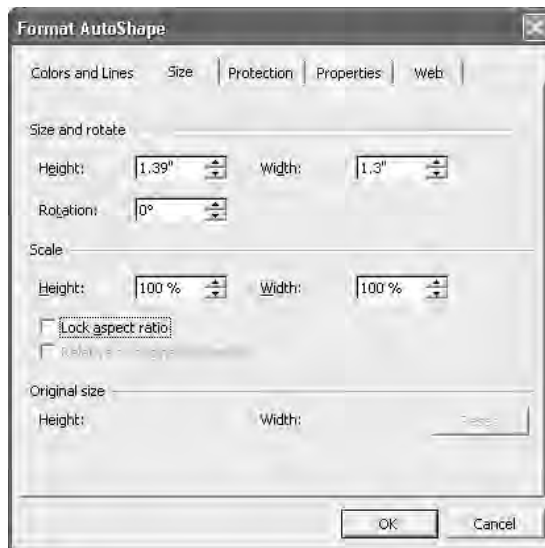 Format AutoShape
Colors and Lines Size Protection Properties Web
Size and rotate
Height: 1.39" Width: 1.3"
Rotation: 0°
Scale
Height: 100 % Width: 100 %
Lock aspect ratio
Original size
Height: Width: Reset
OK Cancel